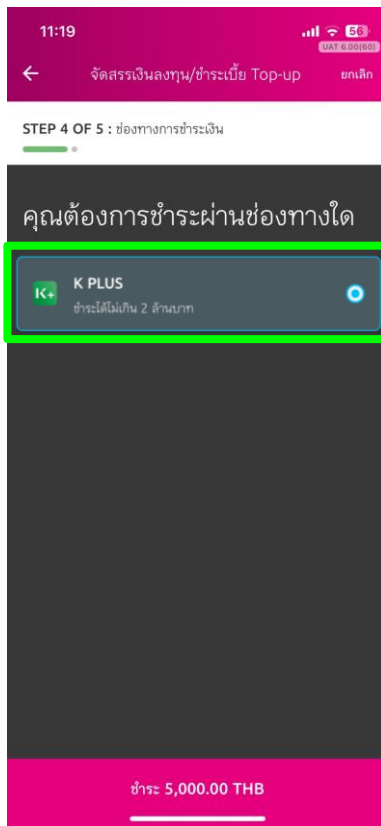 11:19
56
UAT 6.00(60)
จัดสรรเงินลงทุน/ชำระเบี้ย Top-up
ยกเลิก
STEP 4 OF 5 : ช่องทางการชำระเงิน
คุณต้องการชำระผ่านช่องทางใด
K+
K PLUS
ชำระได้ไม่เกิน 2 ล้านบาท
ชำระ 5,000.00 THB